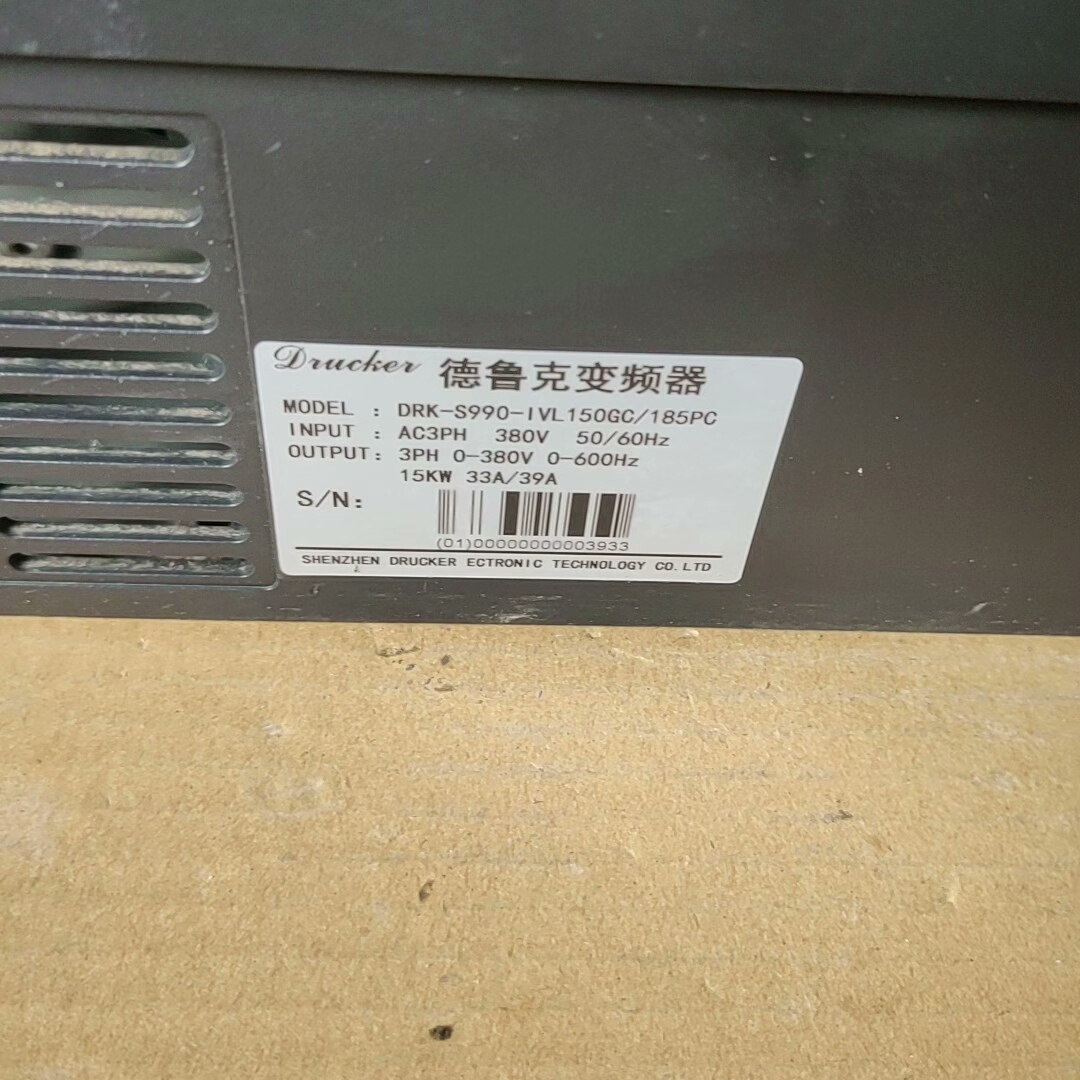 Drucker 德鲁克变频器
MODEL : DRK-S990-IVL150GC/185PC
INPUT : AC3PH 380V 50/60Hz
OUTPUT: 3PH 0-380V 0-600Hz
15KW 33A/39A
S/N:
(01)00000000003933
SHENZHEN DRUCKER ECTRONIC TECHNOLOGY CO.LTD